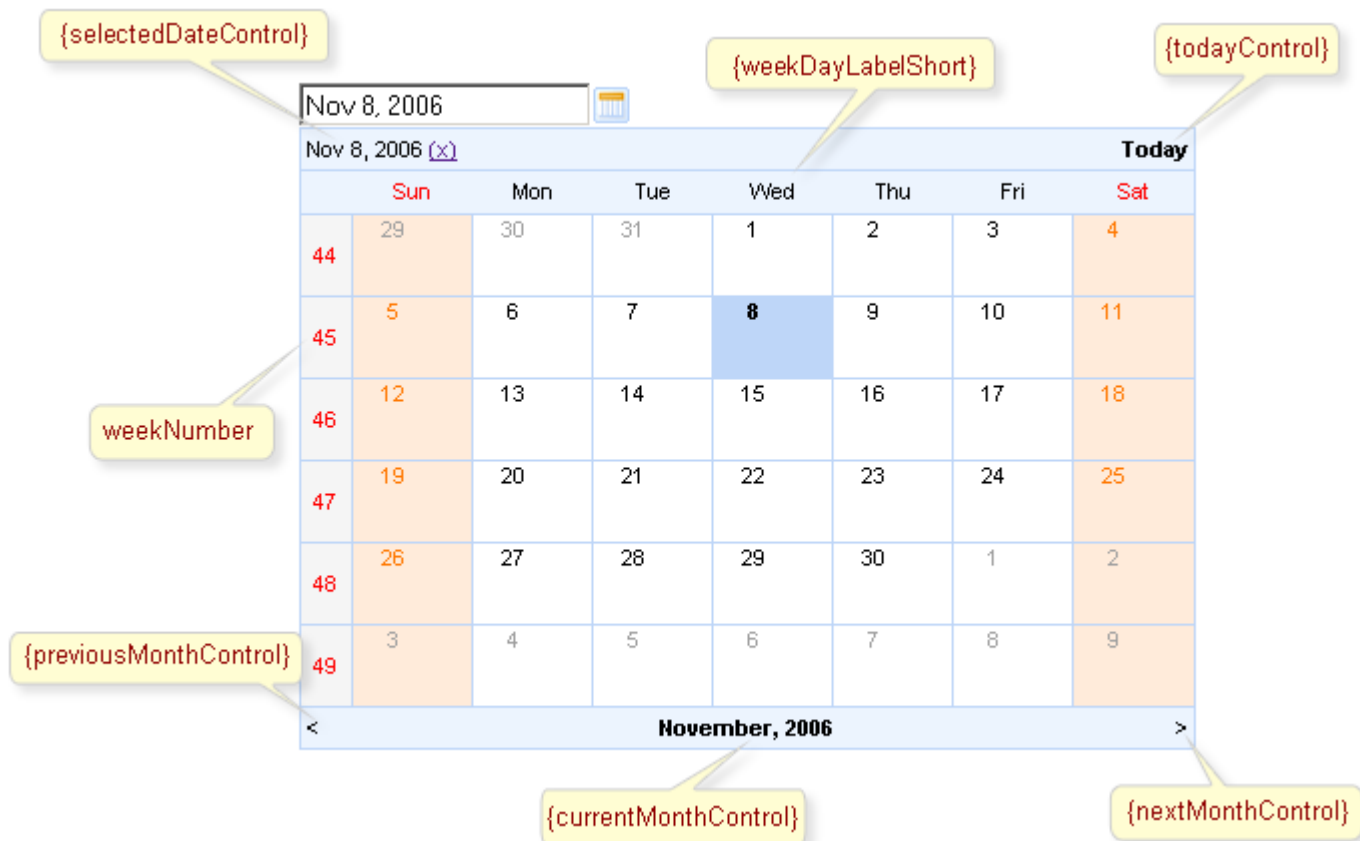 {selectedDateControl}
{weekDayLabelShort}
{todayControl}
Nov 8, 2006
Nov 8, 2006 (x) Today
Sun Mon Tue Wed Thu Fri Sat
44 29 30 31 1 2 3 4
45 5 6 7 8 9 10 11
46 12 13 14 15 16 17 18
weekNumber
47 19 20 21 22 23 24 25
48 26 27 28 29 30 1 2
49 3 4 5 6 7 8 9
{previousMonthControl}
< November, 2006 >
{currentMonthControl}
{nextMonthControl}